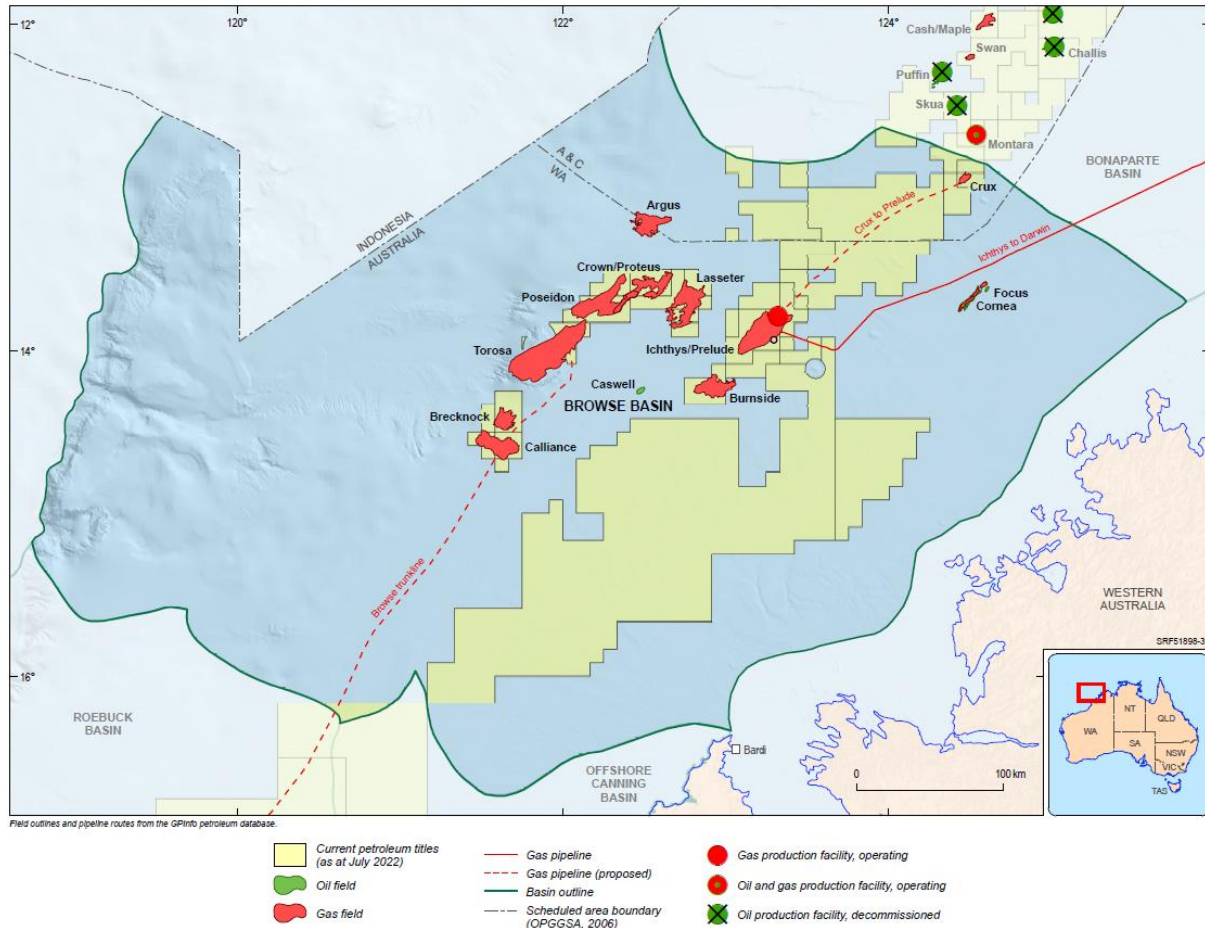 120°
122°
124°
12°
12°
Cash/Maple
Swan
Challis
Puffin
Skua
Montara
BONAPARTE
BASIN
A & C
WA
Crux
Argus
Crux to Prelude
Ichthys to Darwin
INDONESIA
AUSTRALIA
Crown/Proteus
Lasseter
Poseidon
Focus
Cornea
14°
14°
Torosa
Ichthys/Prelude
Caswell
Burnside
BROWSE BASIN
Brecknock
Calliance
Browse trunkline
WESTERN
AUSTRALIA
SRF51898-3
16°
ROEBUCK
BASIN
Bardi
OFFSHORE
CANNING
BASIN
0
100 km
NT
WA
QLD
SA
NSW
VIC
TAS
120°
122°
124°
Field outlines and pipeline routes from the GPinfo petroleum database.
Current petroleum titles
(as at July 2022)
Oil field
Gas field
Gas pipeline
Gas pipeline (proposed)
Basin outline
Scheduled area boundary
(OPGGSA, 2006)
Gas production facility, operating
Oil and gas production facility, operating
Oil production facility, decommissioned